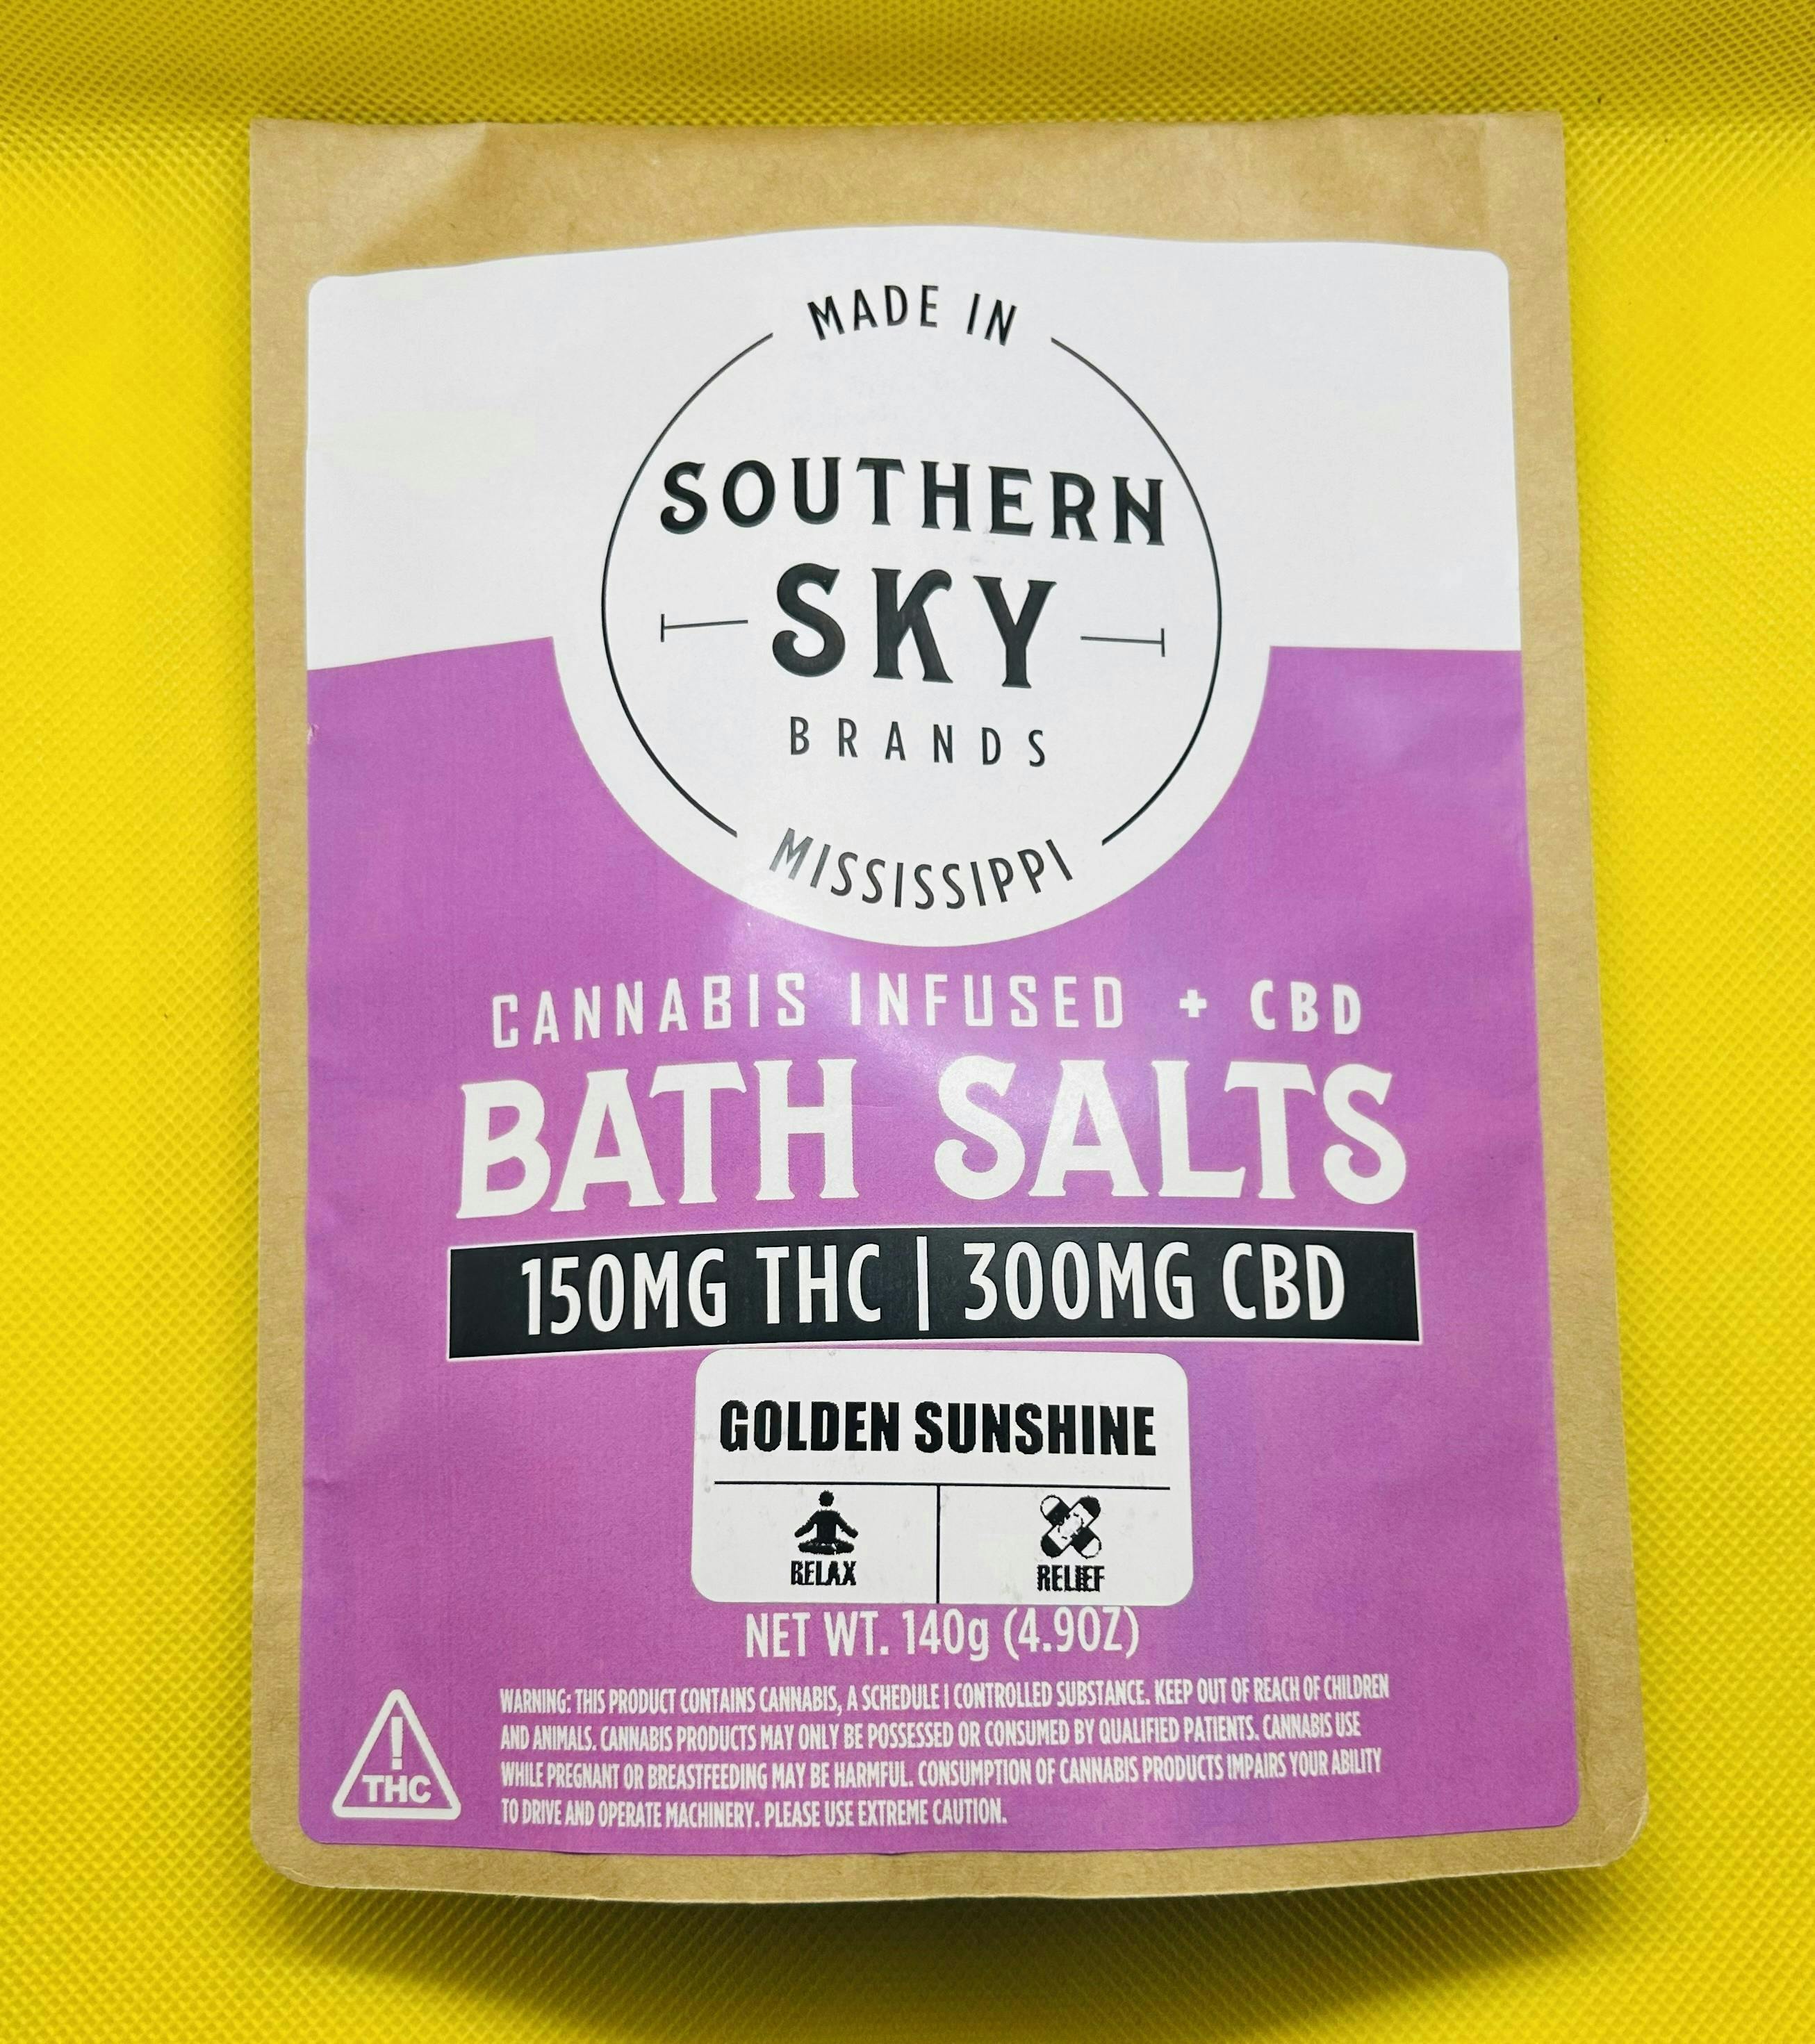 MADE IN
SOUTHERN
SKY
BRANDS
MISSISSIPPI
CANNABIS INFUSED + CBD
BATH SALTS
150MG THC | 300MG CBD
GOLDEN SUNSHINE
RELAX
RELIEF
NET WT. 140g (4.9OZ)
WARNING: THIS PRODUCT CONTAINS CANNABIS, A SCHEDULE I CONTROLLED SUBSTANCE. KEEP OUT OF REACH OF CHILDREN
AND ANIMALS. CANNABIS PRODUCTS MAY ONLY BE POSSESSED OR CONSUMED BY QUALIFIED PATIENTS. CANNABIS USE
WHILE PREGNANT OR BREASTFEEDING MAY BE HARMFUL. CONSUMPTION OF CANNABIS PRODUCTS IMPAIRS YOUR ABILITY
TO DRIVE AND OPERATE MACHINERY. PLEASE USE EXTREME CAUTION.
!
THC